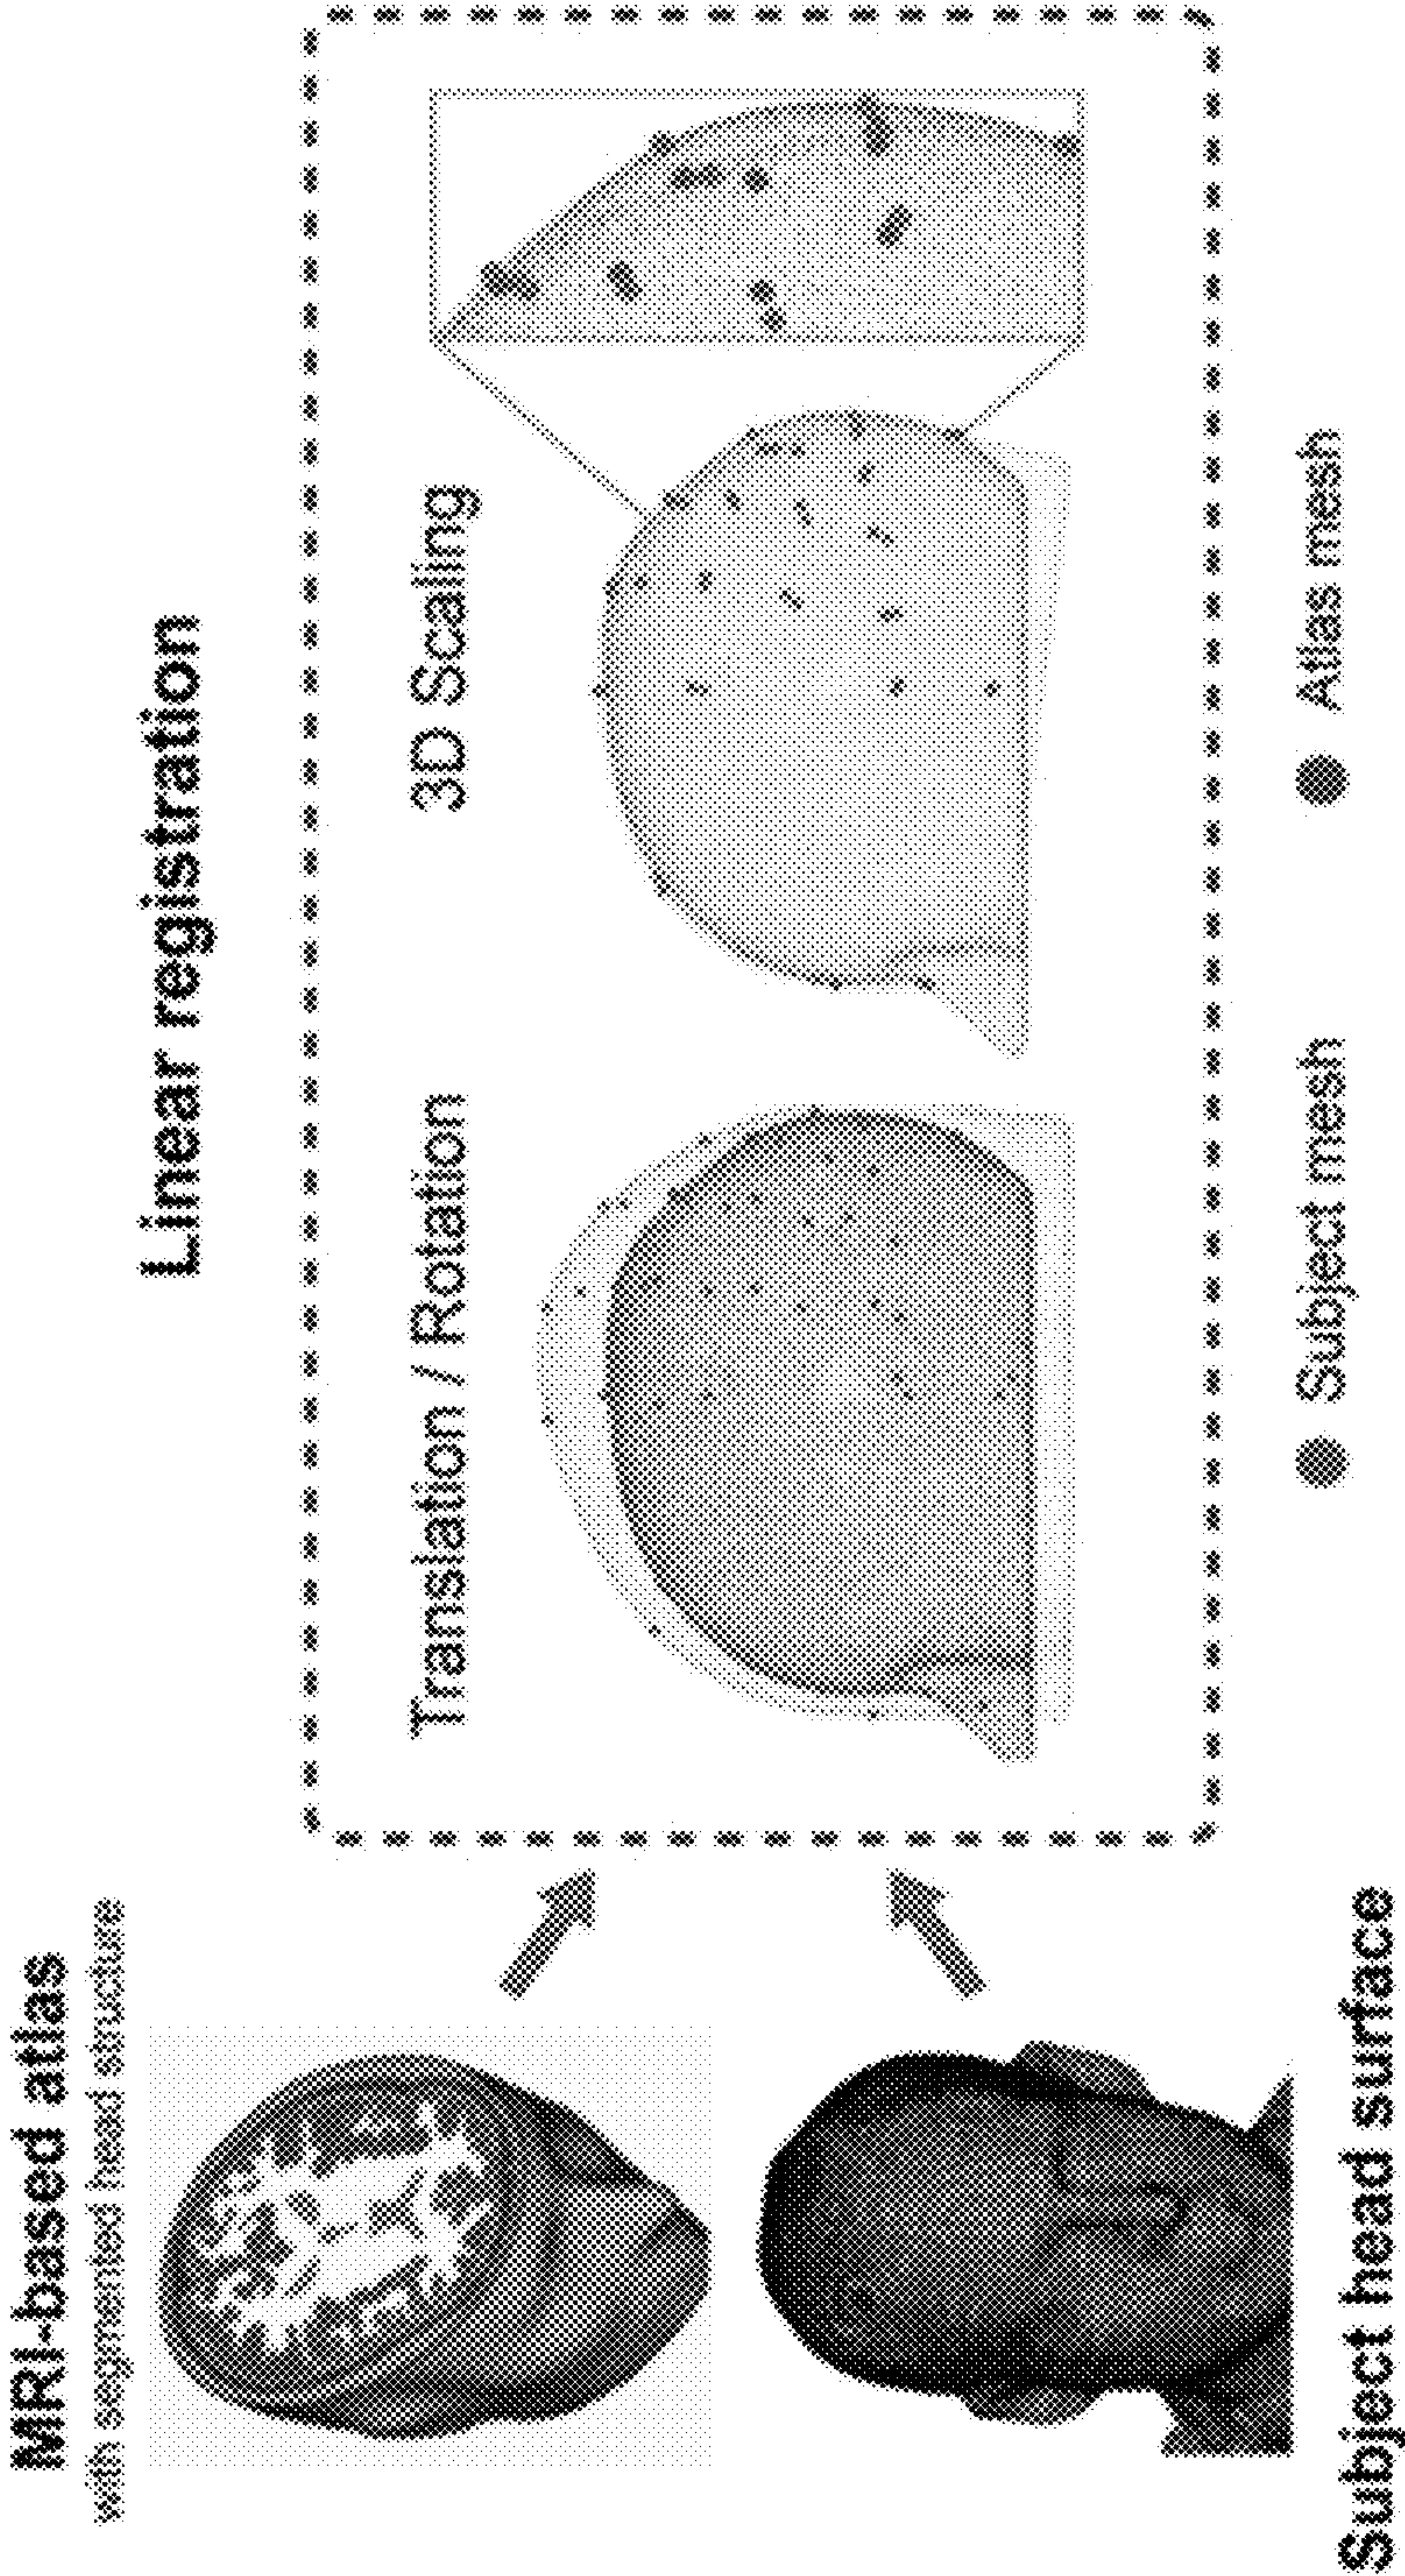 MRI-based atlas
with segmented head structure
Subject head surface
Linear registration
Translation / Rotation
3D Scaling
Subject mesh
Atlas mesh